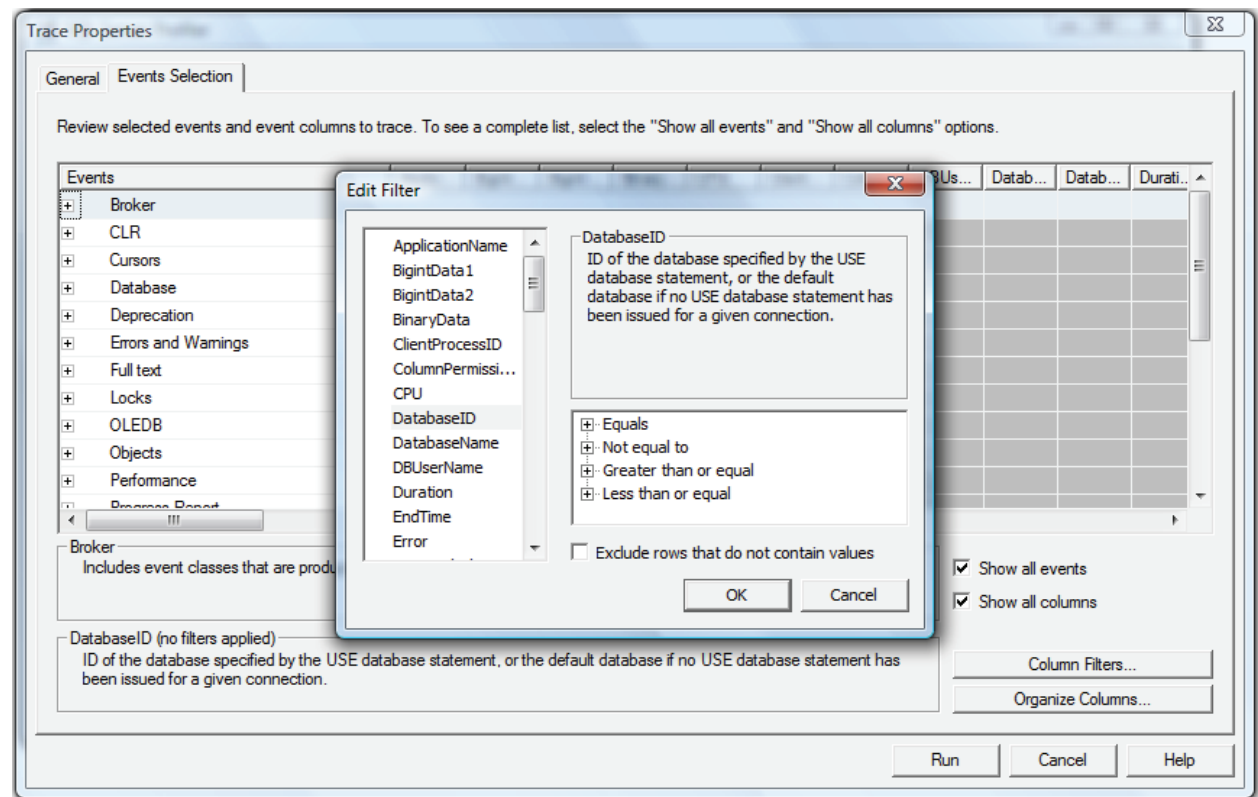 Trace Properties
General
Events Selection
Review selected events and event columns to trace. To see a complete list, select the "Show all events" and "Show all columns" options.
Events
Datab...
Datab...
Durati..
Broker
CLR
Cursors
Database
Deprecation
Errors and Warnings
Full text
Locks
OLEDB
Objects
Performance
Progress Report
Edit Filter
ApplicationName
BigintData1
BigintData2
BinaryData
ClientProcessID
ColumnPermissi...
CPU
DatabaseID
DatabaseName
DBUserName
Duration
EndTime
Error
DatabaseID
ID of the database specified by the USE
database statement, or the default
database if no USE database statement has
been issued for a given connection.
Equals
Not equal to
Greater than or equal
Less than or equal
Exclude rows that do not contain values
OK
Cancel
Broker
Includes event classes that are
Show all events
Show all columns
DatabaseID (no filters applied)
ID of the database specified by the USE database statement, or the default database if no USE database statement has
been issued for a given connection.
Column Filters...
Organize Columns...
Run
Cancel
Help